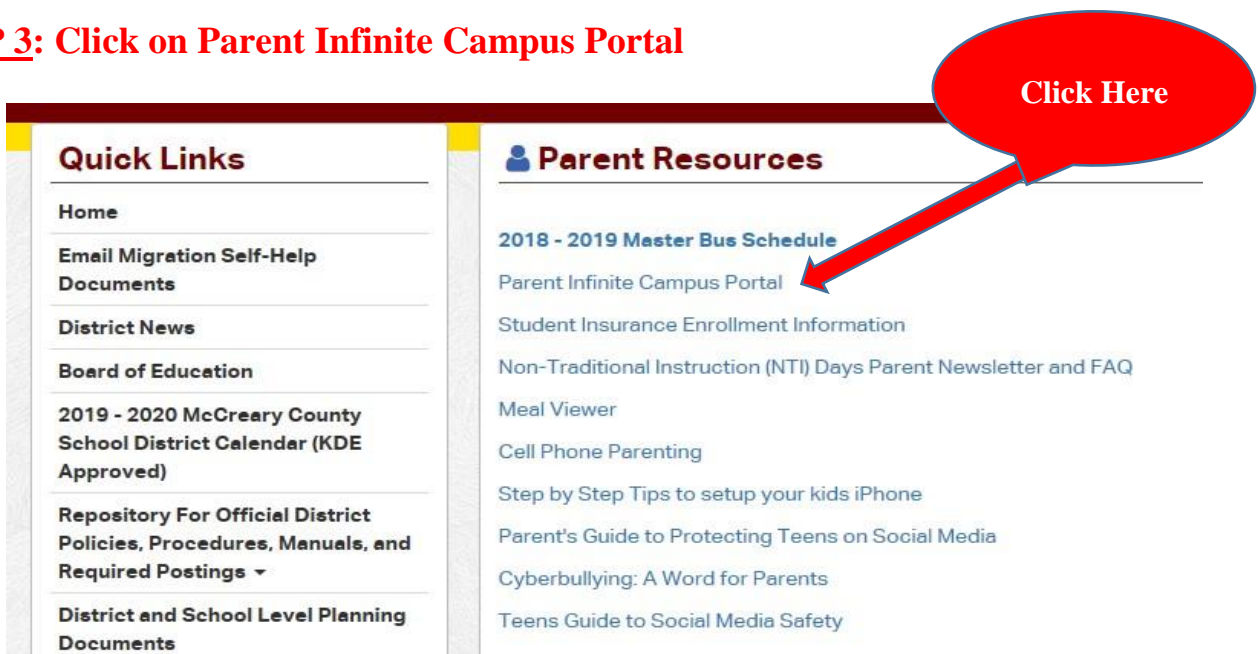 3: Click on Parent Infinite Campus Portal
Click Here
Quick Links
Home
Email Migration Self-Help
Documents
District News
Board of Education
2019 - 2020 McCreary County
School District Calendar (KDE
Approved)
Repository For Official District
Policies, Procedures, Manuals, and
Required Postings
District and School Level Planning
Documents
Parent Resources
2018 - 2019 Master Bus Schedule
Parent Infinite Campus Portal
Student Insurance Enrollment Information
Non-Traditional Instruction (NTI) Days Parent Newsletter and FAQ
Meal Viewer
Cell Phone Parenting
Step by Step Tips to setup your kids iPhone
Parent's Guide to Protecting Teens on Social Media
Cyberbullying: A Word for Parents
Teens Guide to Social Media Safety